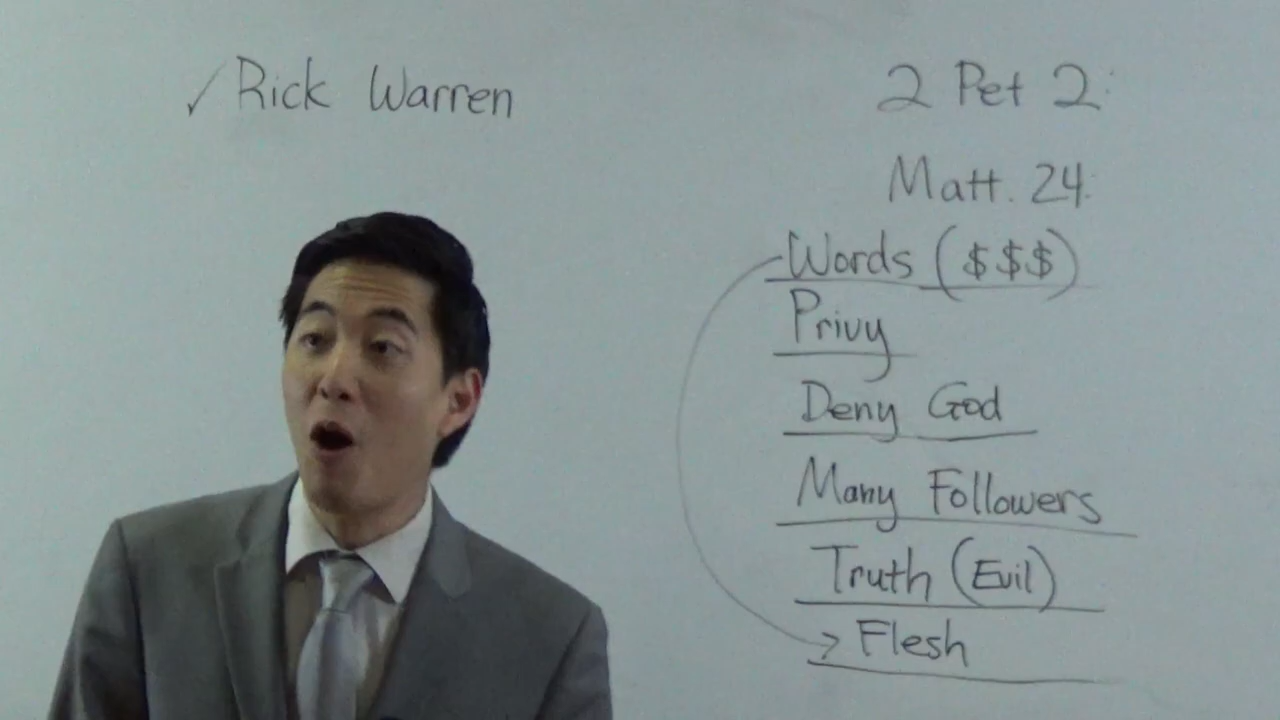 ✓ Rick Warren
2 Pet 2:
Matt. 24:
Words ($$$)
Privy
Deny God
Many Followers
Truth (Evil)
→ Flesh